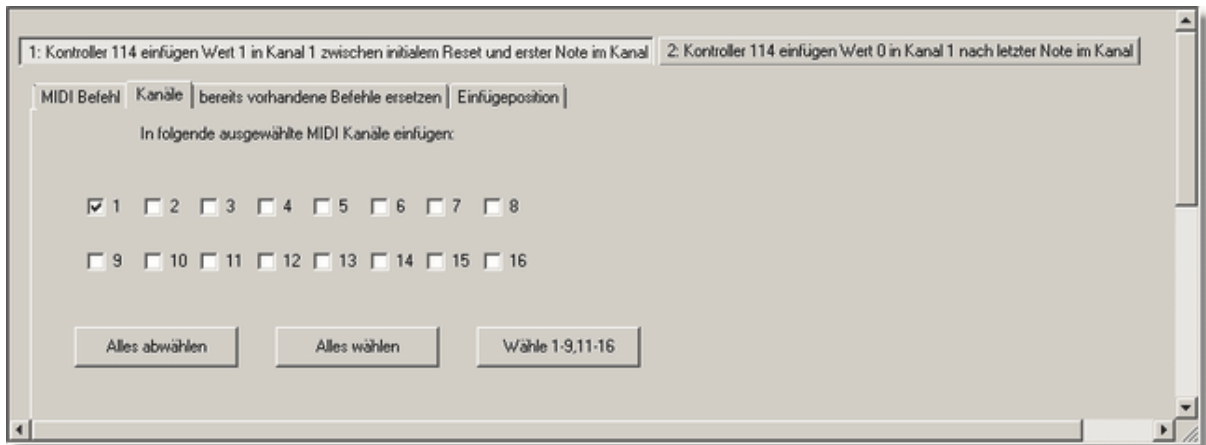 1: Kontroller 114 einfügen Wert 1 in Kanal 1 zwischen initialem Reset und erster Note im Kanal 2: Kontroller 114 einfügen Wert 0 in Kanal 1 nach letzter Note im Kanal
MIDI Befehl Kanäle bereits vorhandene Befehle ersetzen Einfügeposition
In folgende ausgewählte MIDI Kanäle einfügen:
1 2 3 4 5 6 7 8
9 10 11 12 13 14 15 16
Alles abwählen Alles wählen Wähle 1-9,11-16